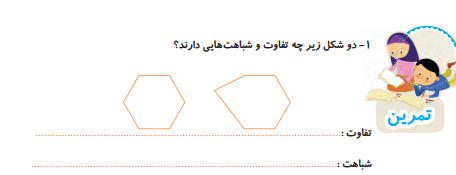 ۱- دو شکل زیر چه تفاوت و شباهت‌هایی دارند؟
تمرین
تفاوت :
شباهت :